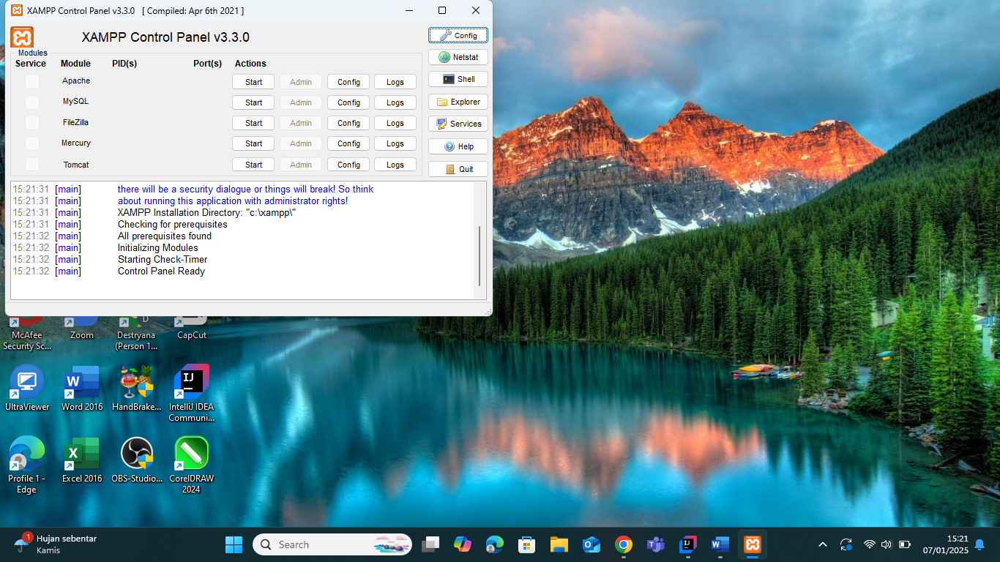 XAMPP Control Panel v3.3.0 [ Compiled: Apr 6th 2021 ]
XAMPP Control Panel v3.3.0
Config
Modules
Service Module PID(s) Port(s) Actions
Netstat
Apache Start Admin Config Logs
Shell
MySQL Start Admin Config Logs
Explorer
FileZilla Start Admin Config Logs
Services
Mercury Start Admin Config Logs
Help
Tomcat Start Admin Config Logs
Quit
15:21:31 [main] there will be a security dialogue or things will break! So think
15:21:31 [main] about running this application with administrator rights!
15:21:31 [main] XAMPP Installation Directory: "c:\xampp\"
15:21:31 [main] Checking for prerequisites
15:21:32 [main] All prerequisites found
15:21:32 [main] Initializing Modules
15:21:32 [main] Starting Check-Timer
15:21:32 [main] Control Panel Ready
McAfee
Security Sc...
Zoom
Destryana
(Person 1...
CapCut
UltraViewer
Word 2016
HandBrake...
IntelliJ IDEA
Communi...
Profile 1 -
Edge
Excel 2016
OBS-Studio...
CorelDRAW
2024
1
Hujan sebentar
Kamis
Search
15:21
07/01/2025